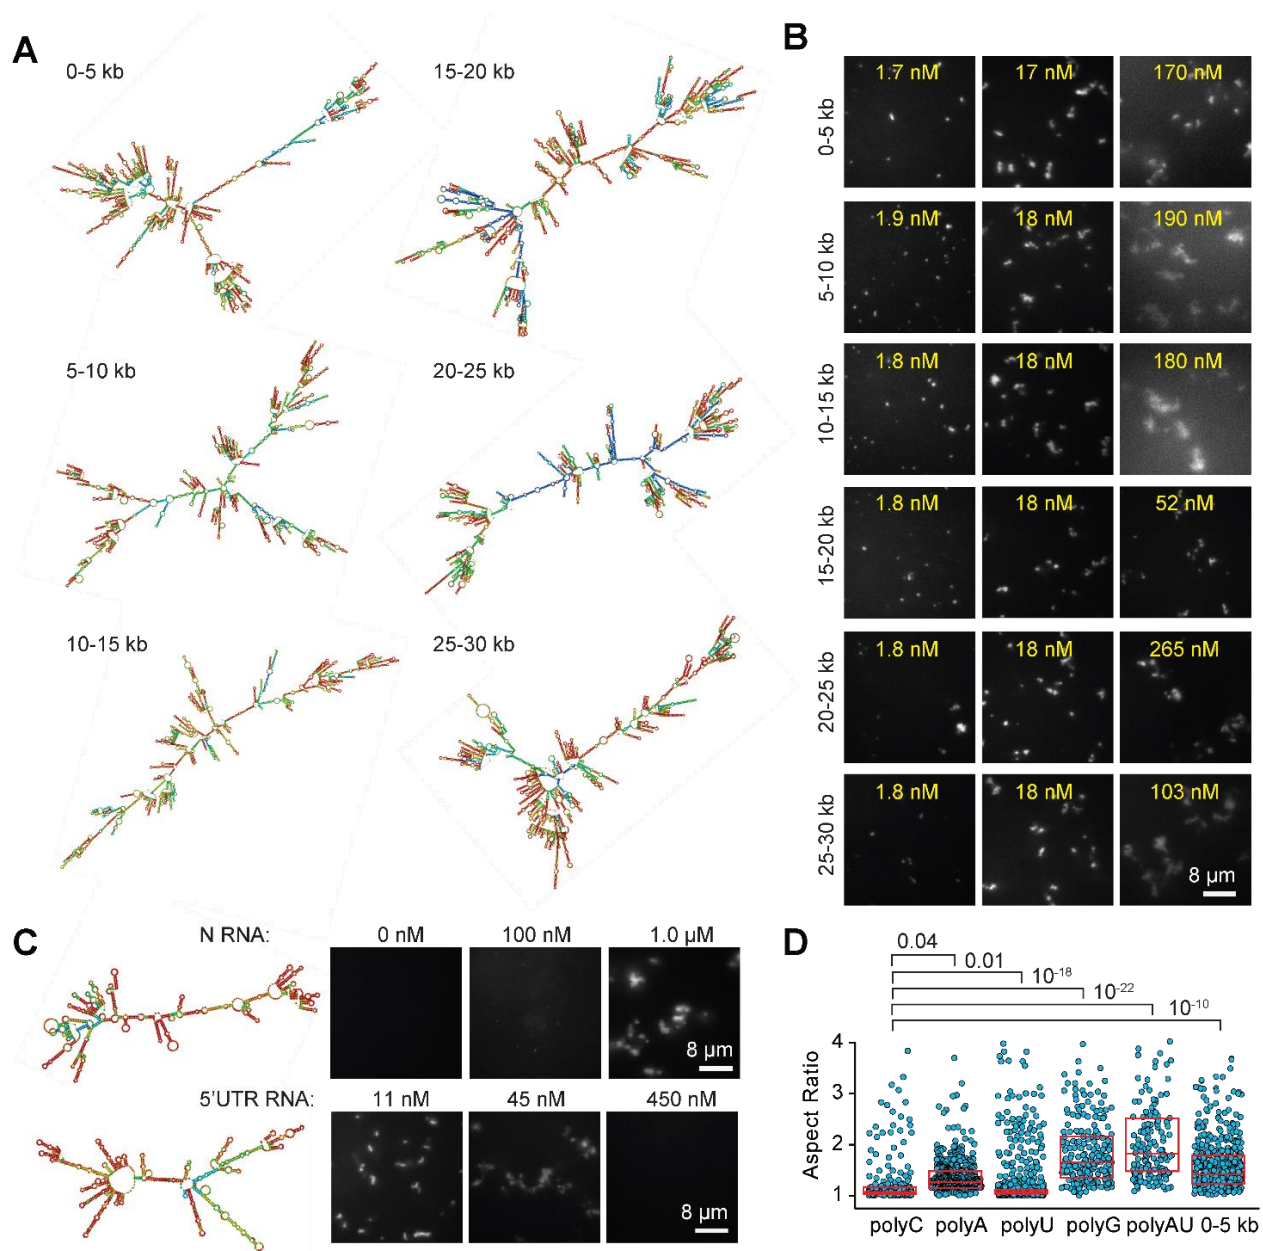 A
0-5 kb
15-20 kb
5-10 kb
20-25 kb
10-15 kb
25-30 kb
B
0-5 kb
1.7 nM
17 nM
170 nM
5-10 kb
1.9 nM
18 nM
190 nM
10-15 kb
1.8 nM
18 nM
180 nM
15-20 kb
1.8 nM
18 nM
52 nM
20-25 kb
1.8 nM
18 nM
265 nM
25-30 kb
1.8 nM
18 nM
103 nM
8 µm
C
N RNA:
0 nM
100 nM
1.0 µM
8 µm
5'UTR RNA:
11 nM
45 nM
450 nM
8 µm
D
0.04
0.01
10⁻¹⁸
10⁻²²
10⁻¹⁰
Aspect Ratio
4
3
2
1
polyC polyA polyU polyG polyAU 0-5 kb